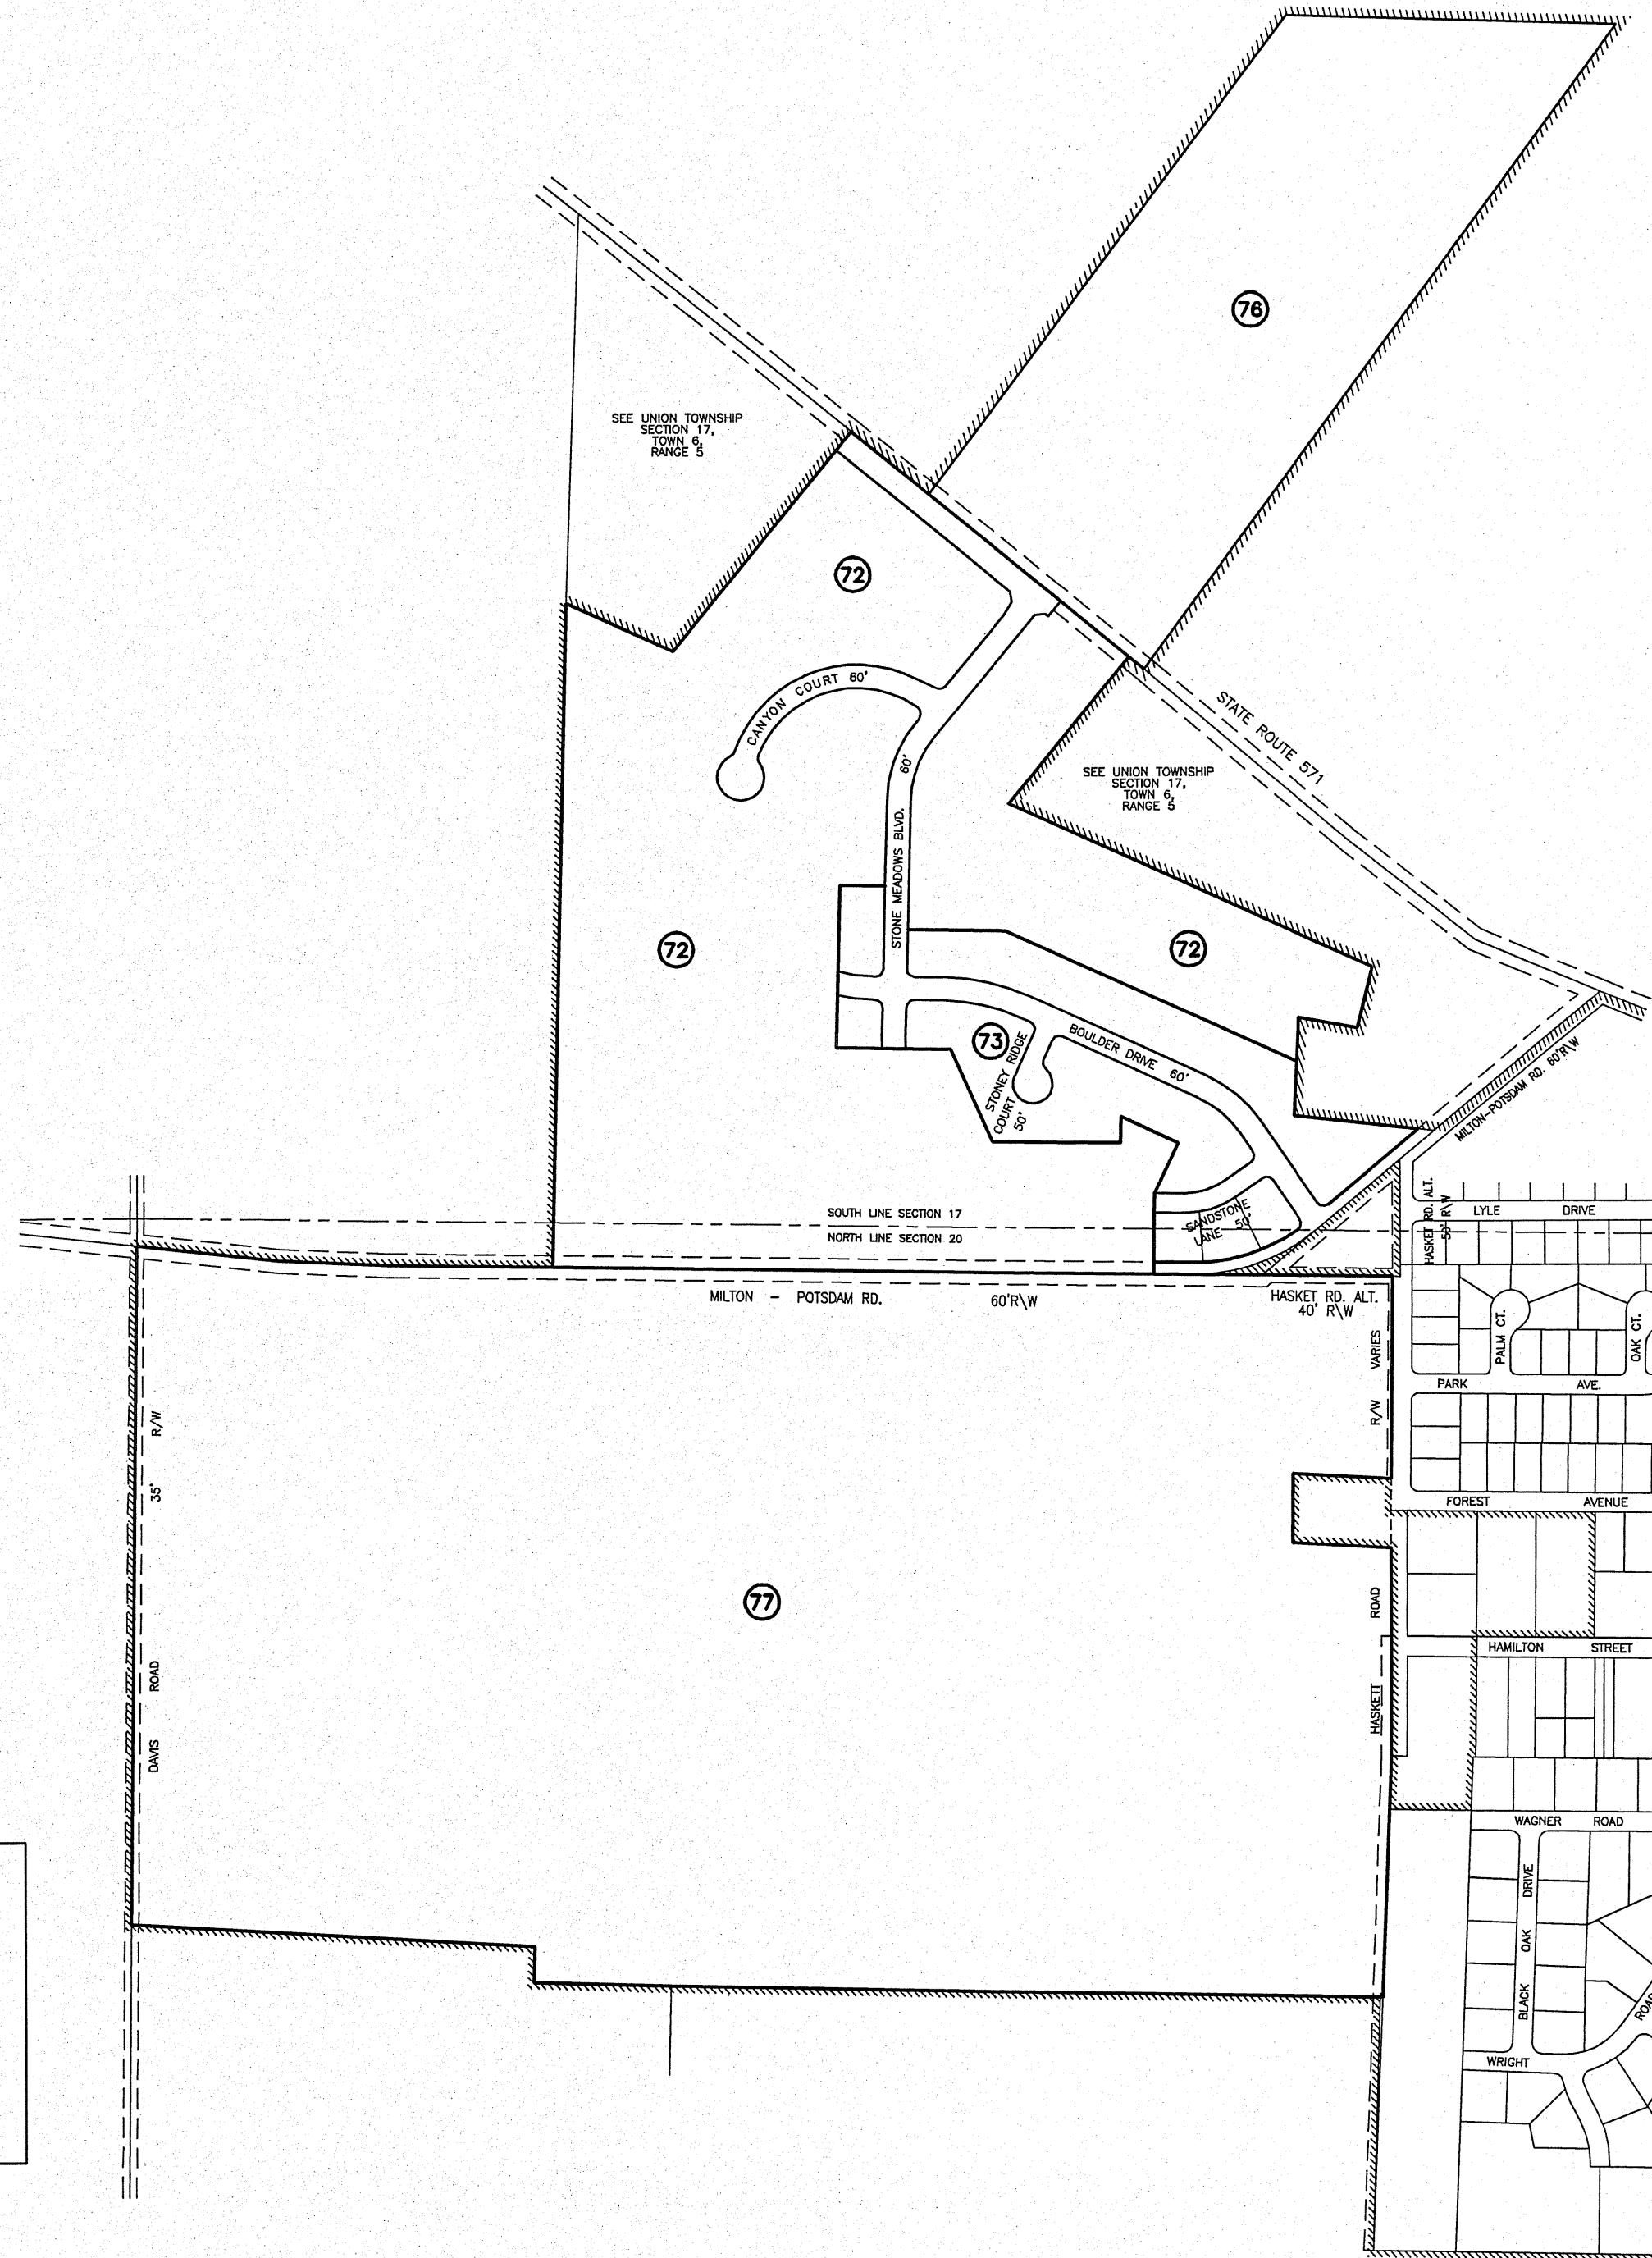 76
SEE UNION TOWNSHIP
SECTION 17,
TOWN 6,
RANGE 5
72
CANYON COURT 60'
STATE ROUTE 571
60'
SEE UNION TOWNSHIP
SECTION 17,
TOWN 6,
RANGE 5
STONE MEADOWS BLVD.
72
72
73
STONEY RIDGE
COURT
50'
BOULDER DRIVE 60'
MILTON-POTSDAM RD. 60'R\W
HASKET RD. ALT.
50' R\W
LYLE DRIVE
SOUTH LINE SECTION 17
NORTH LINE SECTION 20
SANDSTONE
LANE 50'
MILTON - POTSDAM RD. 60'R\W
HASKET RD. ALT.
40' R\W
PALM CT.
OAK CT.
PARK AVE.
HASKETT ROAD R/W VARIES
DAVIS ROAD 35' R/W
FOREST AVENUE
77
HAMILTON STREET
WAGNER ROAD
BLACK OAK DRIVE
WRIGHT
ROAD